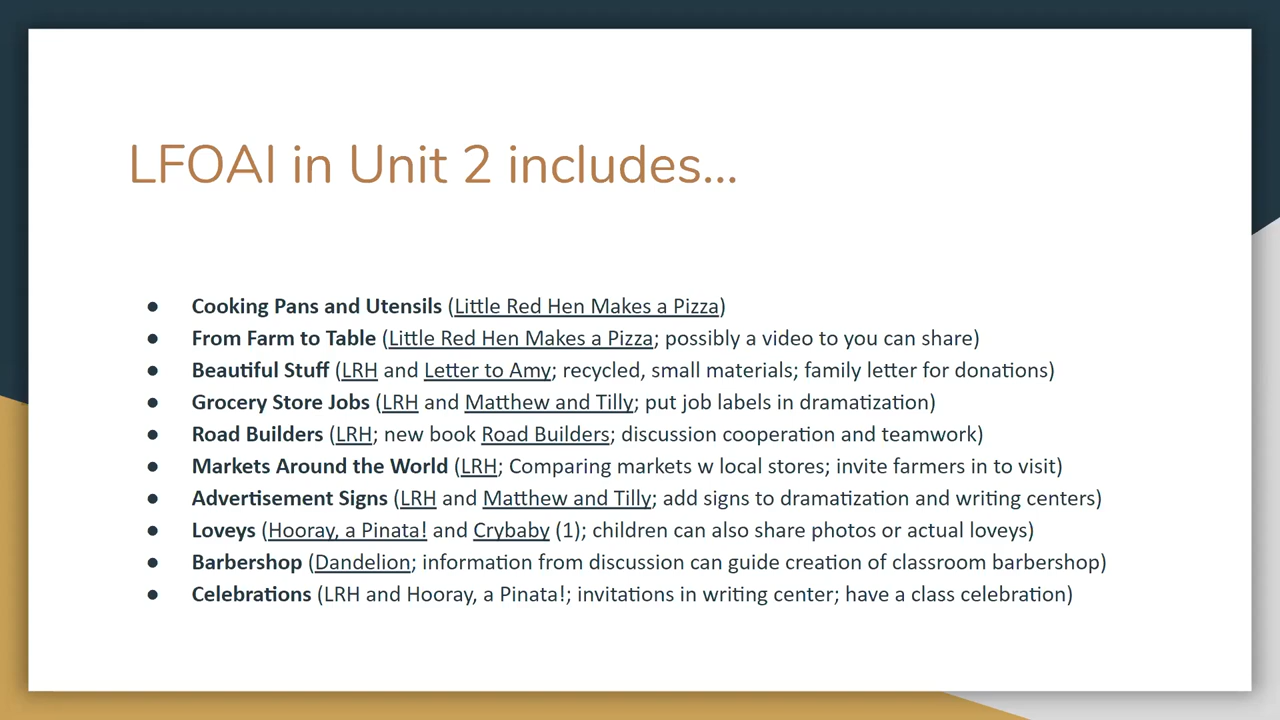 LFOAI in Unit 2 includes...
● Cooking Pans and Utensils (Little Red Hen Makes a Pizza)
● From Farm to Table (Little Red Hen Makes a Pizza; possibly a video to you can share)
● Beautiful Stuff (LRH and Letter to Amy; recycled, small materials; family letter for donations)
● Grocery Store Jobs (LRH and Matthew and Tilly; put job labels in dramatization)
● Road Builders (LRH; new book Road Builders; discussion cooperation and teamwork)
● Markets Around the World (LRH; Comparing markets w local stores; invite farmers in to visit)
● Advertisement Signs (LRH and Matthew and Tilly; add signs to dramatization and writing centers)
● Loveys (Hooray, a Pinata! and Crybaby (1); children can also share photos or actual loveys)
● Barbershop (Dandelion; information from discussion can guide creation of classroom barbershop)
● Celebrations (LRH and Hooray, a Pinata!; invitations in writing center; have a class celebration)